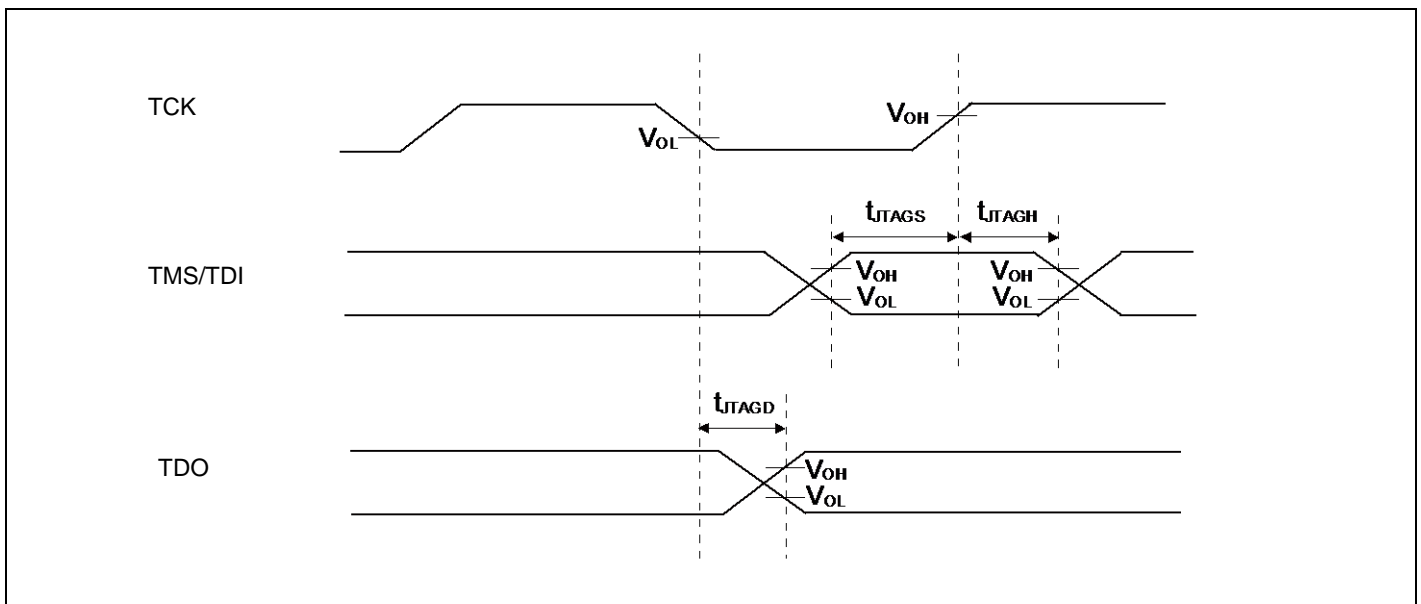 TCK
VOL
VOH
tJTAGS
tJTAGH
TMS/TDI
VOH
VOL
VOH
VOL
tJTAGD
TDO
VOH
VOL